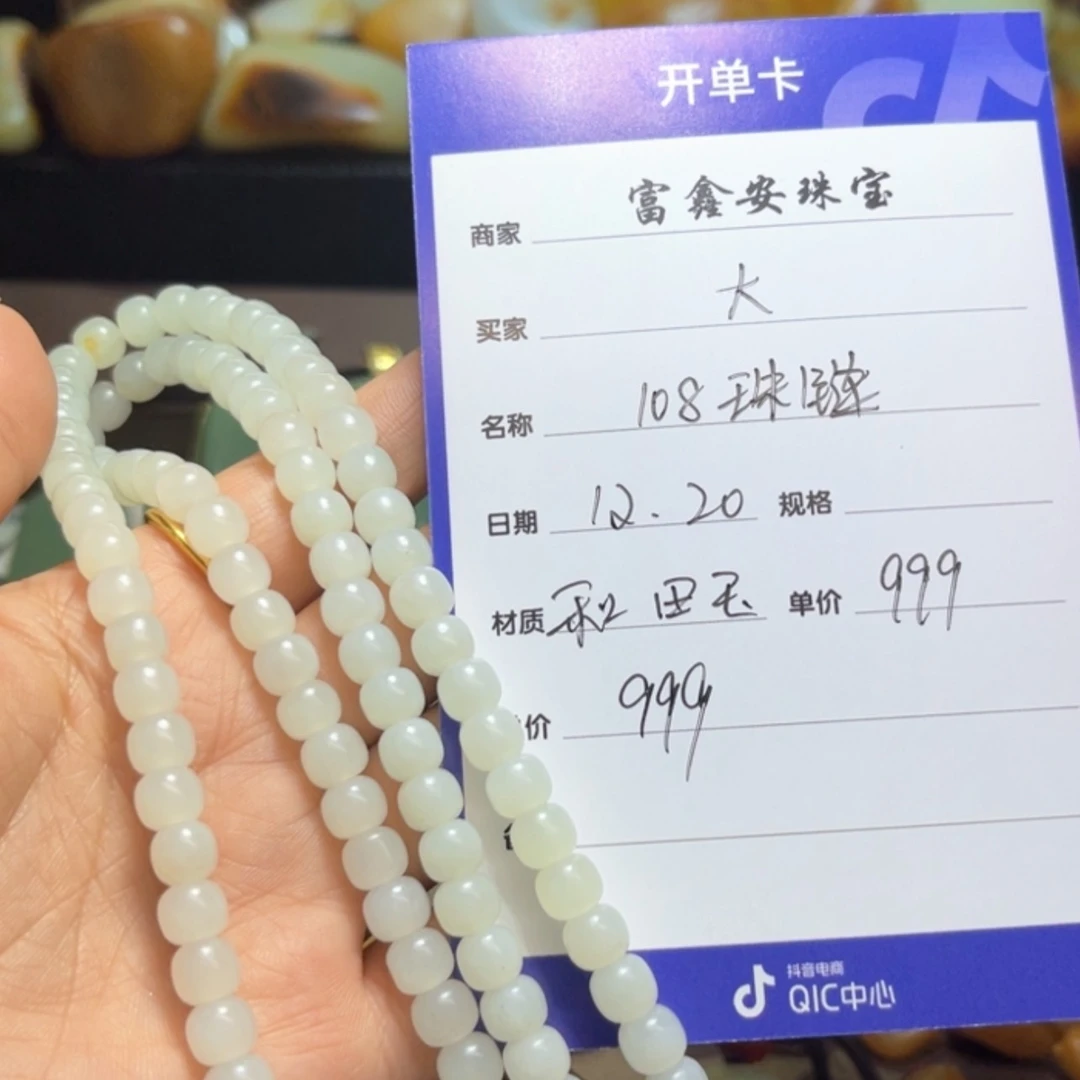 开单卡
商家 富鑫安珠宝
买家 大
名称 108珠链
日期 12.20 规格
材质 和田玉 单价 999
价 999
抖音电商
QIC中心